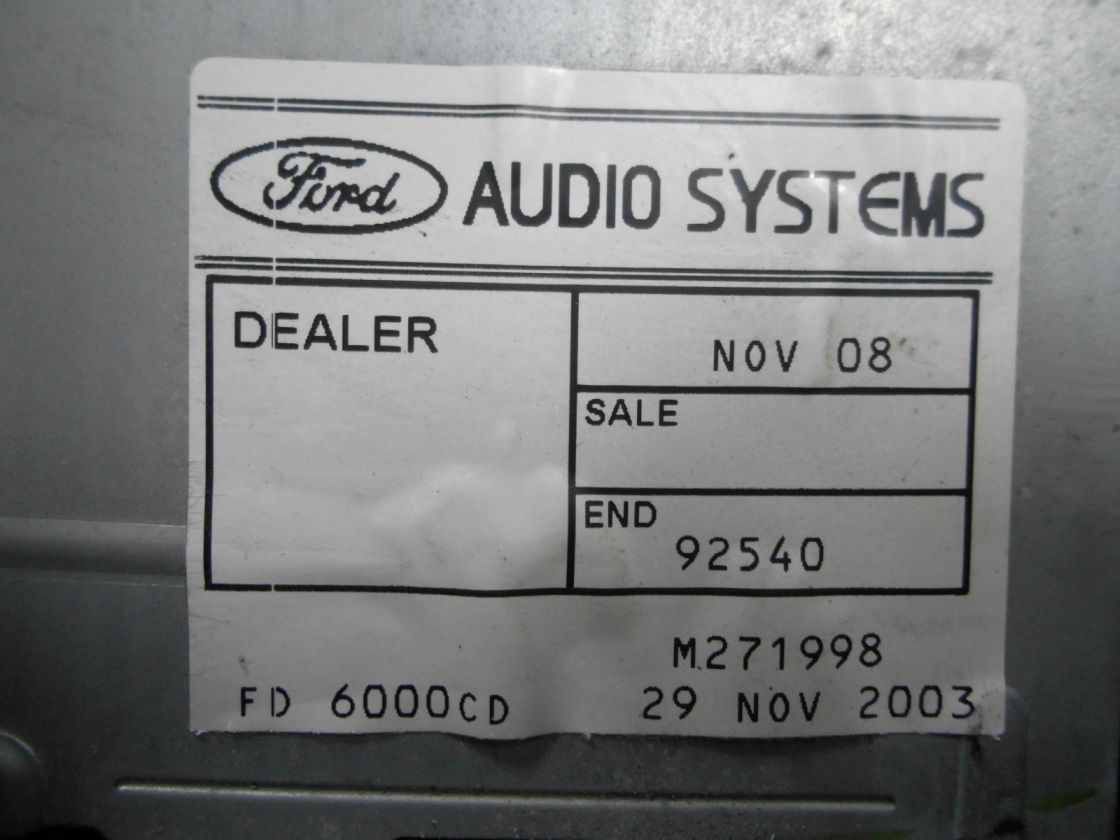 Ford AUDIO SYSTEMS
DEALER
NOV 08
SALE
END
92540
M271998
FD 6000CD 29 NOV 2003